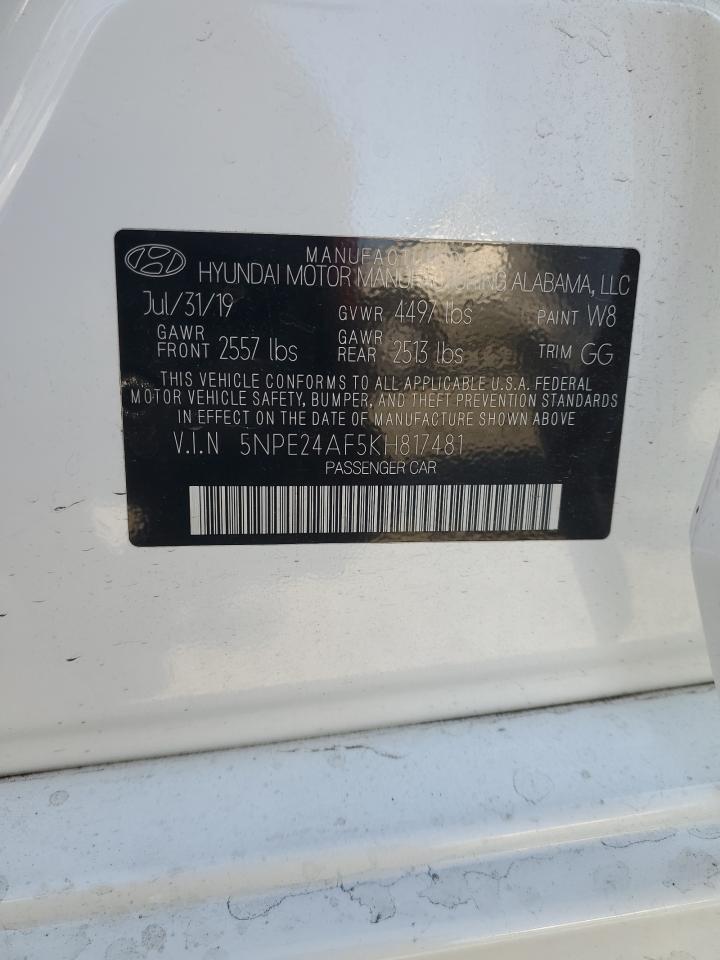 MANUFACTURED
HYUNDAI MOTOR MANUFACTURING ALABAMA, LLC
Jul/31/19 GVWR 4497 lbs PAINT W8
GAWR FRONT 2557 lbs GAWR REAR 2513 lbs TRIM GG
THIS VEHICLE CONFORMS TO ALL APPLICABLE U.S.A. FEDERAL
MOTOR VEHICLE SAFETY, BUMPER, AND THEFT PREVENTION STANDARDS
IN EFFECT ON THE DATE OF MANUFACTURE SHOWN ABOVE
V.I.N 5NPE24AF5KH817481
PASSENGER CAR